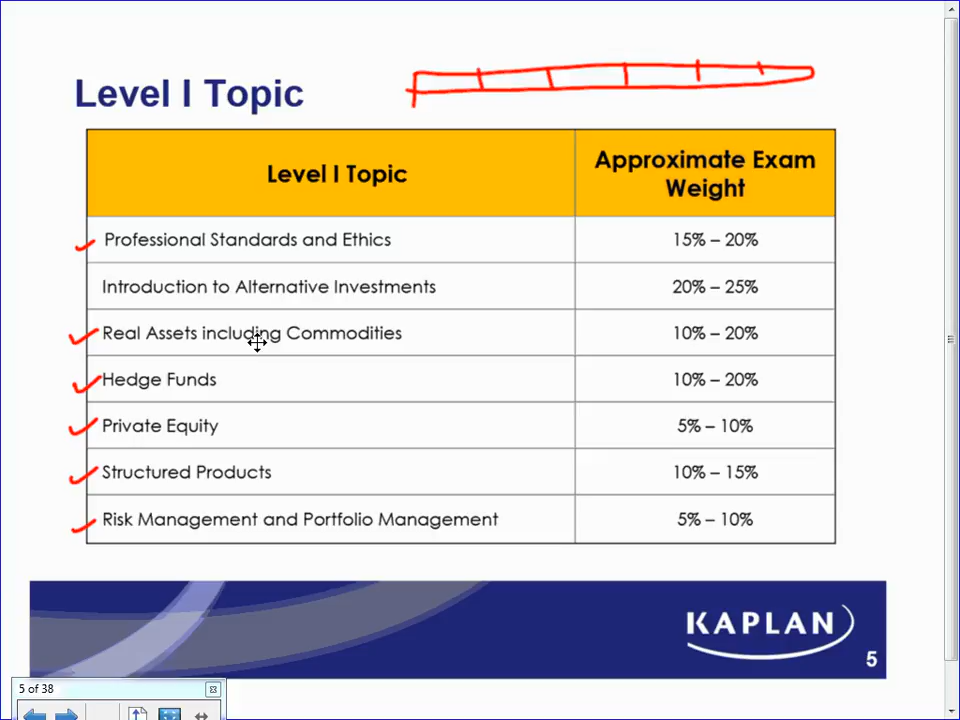 Level I Topic
Level I Topic
Approximate Exam
Weight
Professional Standards and Ethics
15% – 20%
Introduction to Alternative Investments
20% – 25%
Real Assets including Commodities
10% – 20%
Hedge Funds
10% – 20%
Private Equity
5% – 10%
Structured Products
10% – 15%
Risk Management and Portfolio Management
5% – 10%
KAPLAN
5
5 of 38